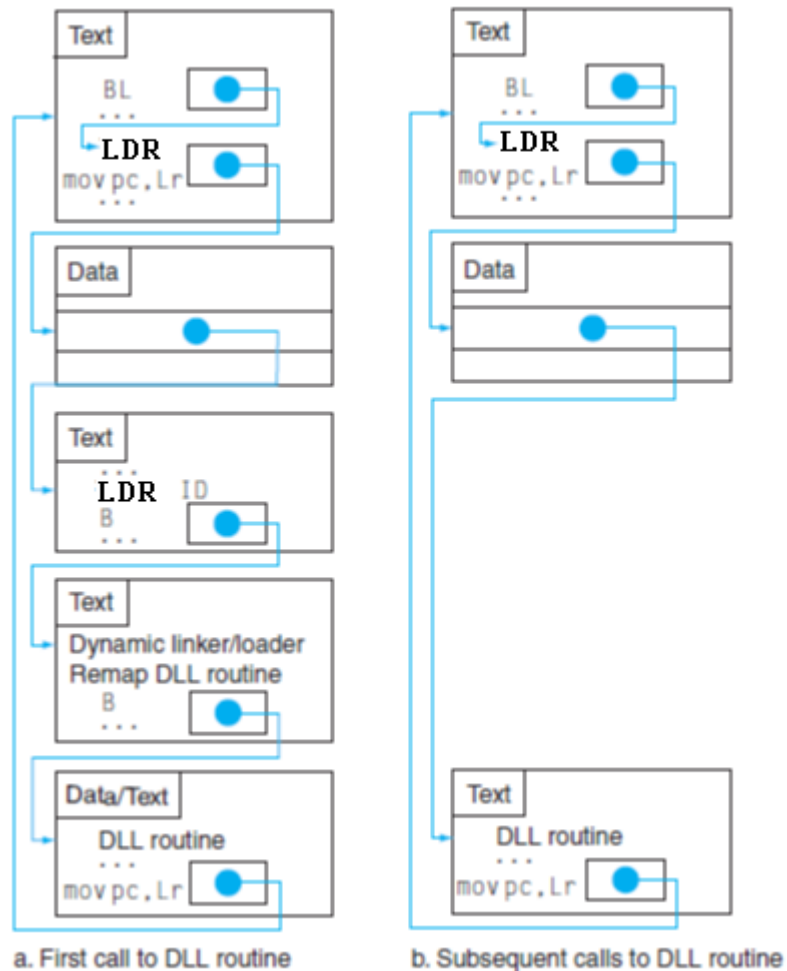 Text
BL
...
LDR
mov pc,Lr
...
Data
Text
...
LDR ID
B
...
Text
Dynamic linker/loader
Remap DLL routine
B
...
Data/Text
DLL routine
...
mov pc,Lr
a. First call to DLL routine
Text
BL
...
LDR
mov pc,Lr
...
Data
Text
DLL routine
...
mov pc,Lr
b. Subsequent calls to DLL routine